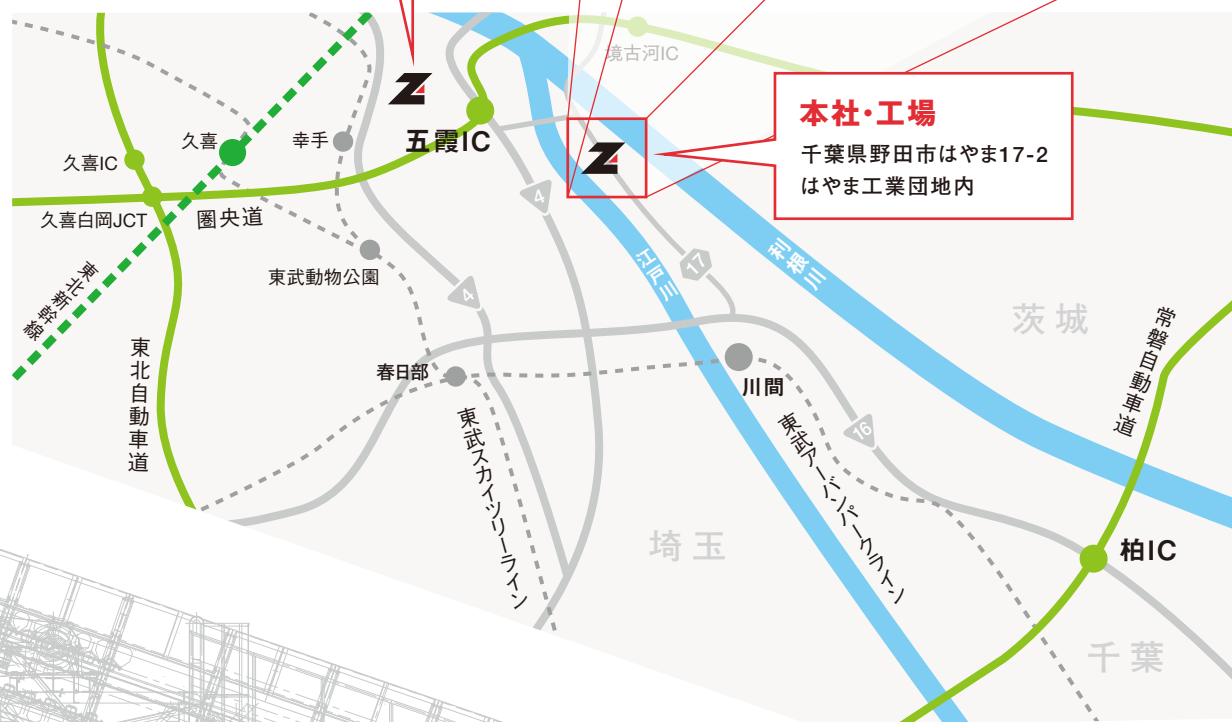 境古河IC
本社・工場
千葉県野田市はやま17-2
はやま工業団地内
五霞IC
久喜
幸手
久喜IC
久喜白岡JCT
圏央道
4
東武動物公園
江戸川
17
利根川
4
東北新幹線
茨城
常磐自動車道
東北自動車道
春日部
川間
東武スカイツリーライン
東武アーバンパークライン
16
埼玉
柏IC
千葉